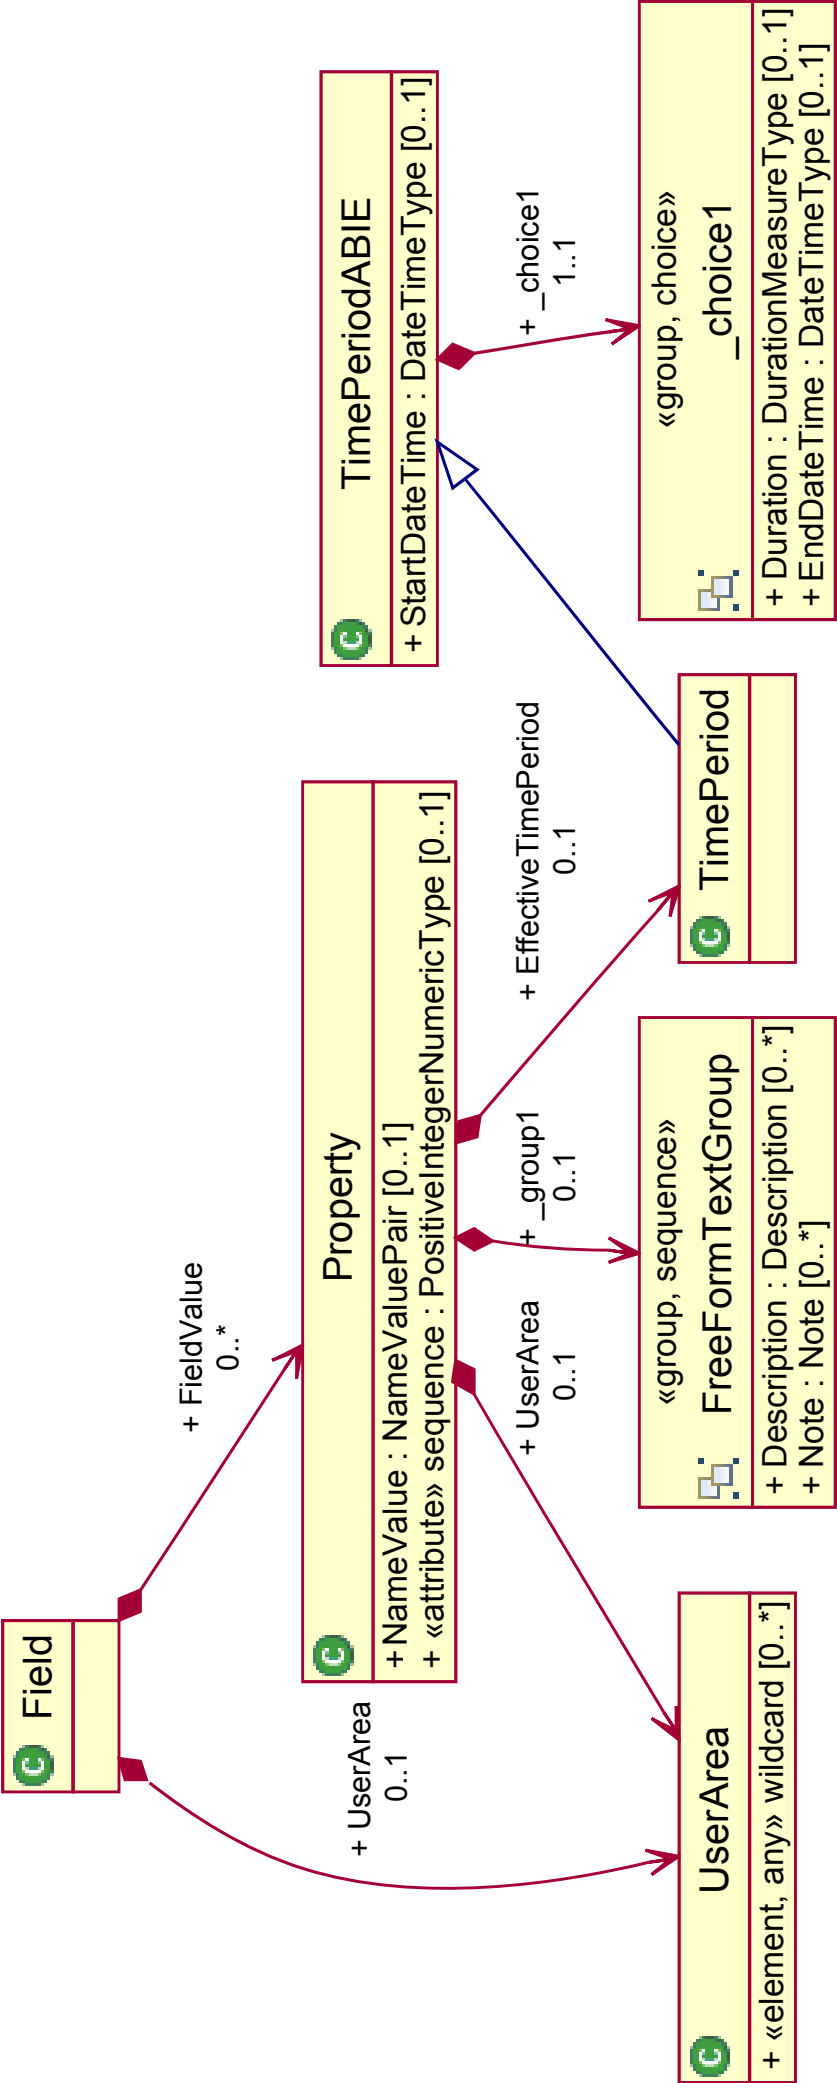 Field
+ FieldValue
0..*
+ UserArea
0..1
Property
+ NameValue : NameValuePair [0..1]
+ «attribute» sequence : PositiveIntegerNumericType [0..1]
TimePeriodABIE
+ StartDateTime : DateTimeType [0..1]
+ UserArea
0..1
+ _group1
0..1
+ EffectiveTimePeriod
0..1
+ _choice1
1..1
UserArea
+ «element, any» wildcard [0..*]
«group, sequence»
FreeFormTextGroup
+ Description : Description [0..*]
+ Note : Note [0..*]
TimePeriod
«group, choice»
_choice1
+ Duration : DurationMeasureType [0..1]
+ EndDateTime : DateTimeType [0..1]